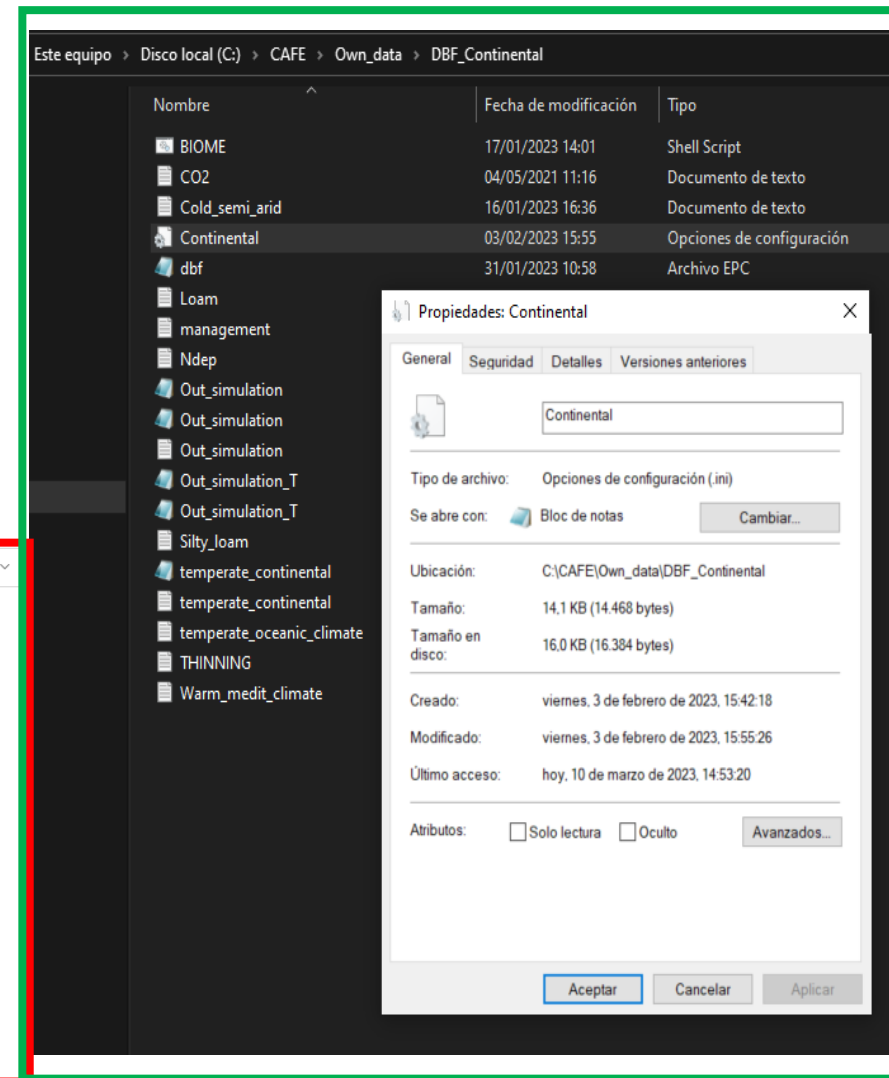 Este equipo > Disco local (C:) > CAFE > Own_data > DBF_Continental
Nombre Fecha de modificación Tipo
BIOME 17/01/2023 14:01 Shell Script
CO2 04/05/2021 11:16 Documento de texto
Cold_semi_arid 16/01/2023 16:36 Documento de texto
Continental 03/02/2023 15:55 Opciones de configuración
dbf 31/01/2023 10:58 Archivo EPC
Loam
management
Ndep
Out_simulation
Out_simulation
Out_simulation
Out_simulation_T
Out_simulation_T
Silty_loam
temperate_continental
temperate_continental
temperate_oceanic_climate
THINNING
Warm_medit_climate
Propiedades: Continental
General Seguridad Detalles Versiones anteriores
Continental
Tipo de archivo: Opciones de configuración (.ini)
Se abre con: Bloc de notas Cambiar...
Ubicación: C:\CAFE\Own_data\DBF_Continental
Tamaño: 14,1 KB (14.468 bytes)
Tamaño en
disco: 16,0 KB (16.384 bytes)
Creado: viernes, 3 de febrero de 2023, 15:42:18
Modificado: viernes, 3 de febrero de 2023, 15:55:26
Último acceso: hoy, 10 de marzo de 2023, 14:53:20
Atributos: Solo lectura Oculto Avanzados...
Aceptar Cancelar Aplicar